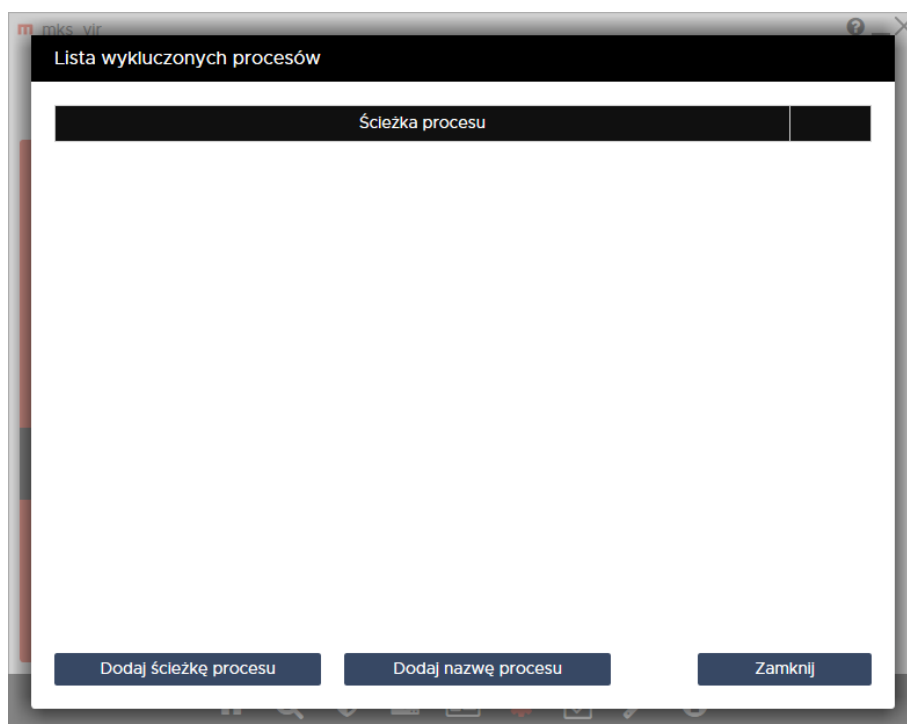 m mks_vir
Lista wykluczonych procesów
Ścieżka procesu
Dodaj ścieżkę procesu
Dodaj nazwę procesu
Zamknij